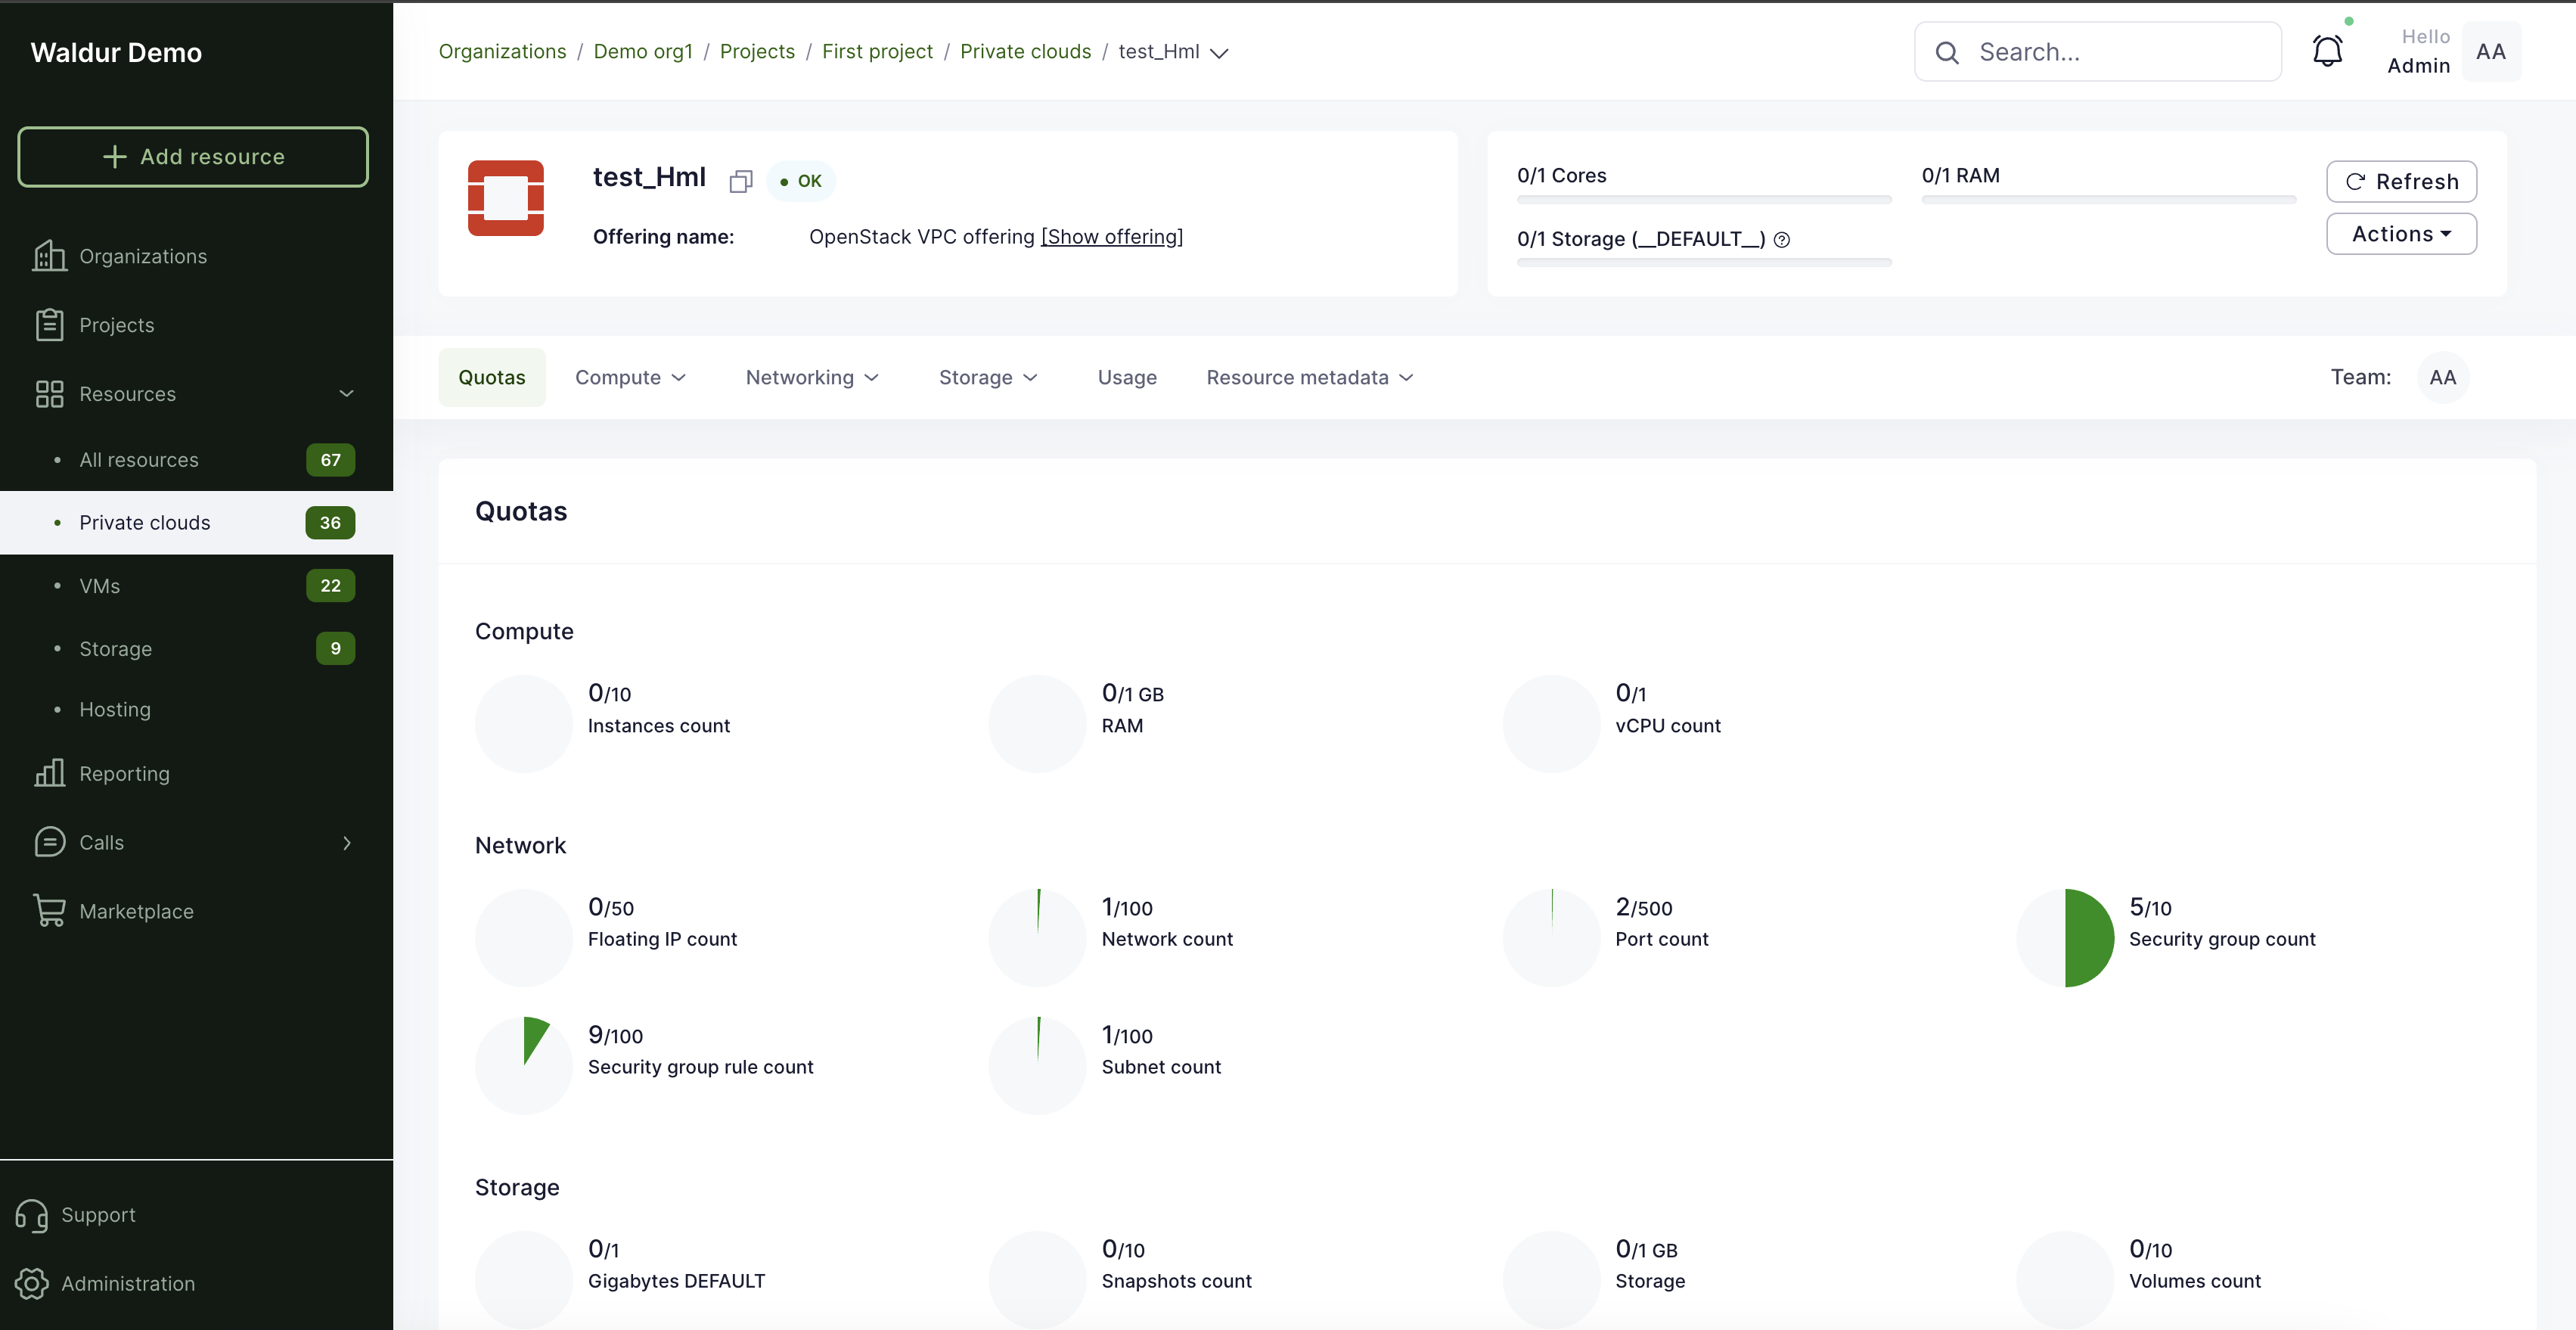 Waldur Demo
Add resource
Organizations
Projects
Resources
All resources 67
Private clouds 36
VMs 22
Storage 9
Hosting
Reporting
Calls
Marketplace
Support
Administration
Organizations / Demo org1 / Projects / First project / Private clouds / test_Hml
Search...
Hello
Admin
AA
test_Hml
OK
Offering name: OpenStack VPC offering [Show offering]
0/1 Cores
0/1 RAM
0/1 Storage (__DEFAULT__)
Refresh
Actions
Quotas Compute Networking Storage Usage Resource metadata
Team: AA
Quotas
Compute
0/10
Instances count
0/1 GB
RAM
0/1
vCPU count
Network
0/50
Floating IP count
1/100
Network count
2/500
Port count
5/10
Security group count
9/100
Security group rule count
1/100
Subnet count
Storage
0/1
Gigabytes DEFAULT
0/10
Snapshots count
0/1 GB
Storage
0/10
Volumes count